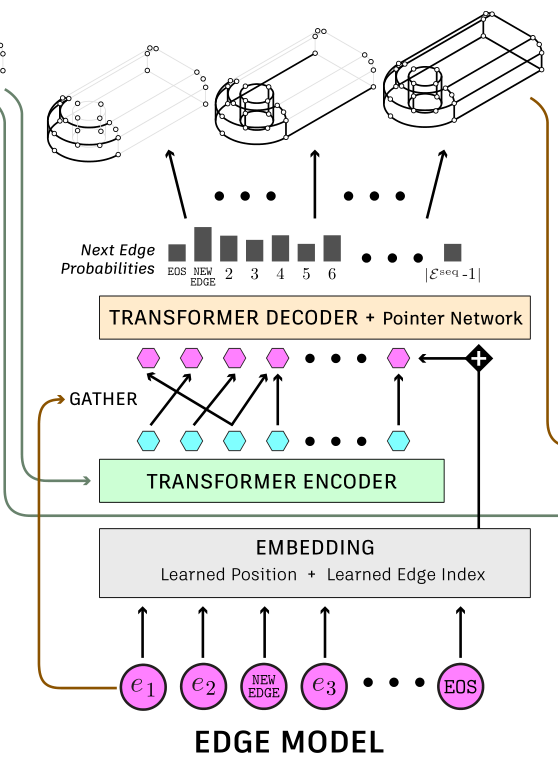 Next Edge
Probabilities
EOS NEW EDGE 2 3 4 5 6 |ℰ^seq -1|
TRANSFORMER DECODER + Pointer Network
GATHER
TRANSFORMER ENCODER
EMBEDDING
Learned Position + Learned Edge Index
e1 e2 NEW EDGE e3 EOS
EDGE MODEL